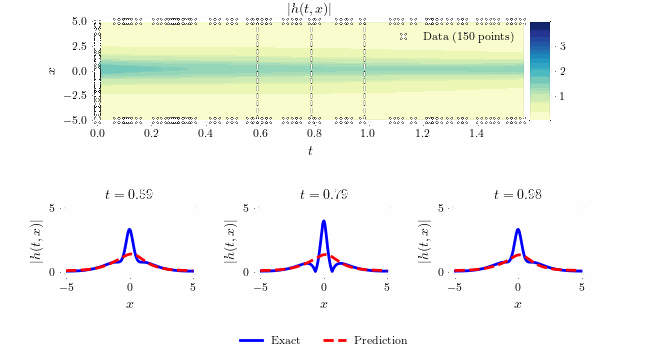 |h(t, x)|
5.0
2.5
0.0
−2.5
−5.0
x
Data (150 points)
3
2
1
0.0 0.2 0.4 0.6 0.8 1.0 1.2 1.4
t
t = 0.59 t = 0.79 t = 0.98
|h(t, x)| |h(t, x)| |h(t, x)|
5 5 5
0 0 0
−5 0 5 −5 0 5 −5 0 5
x x x
Exact Prediction